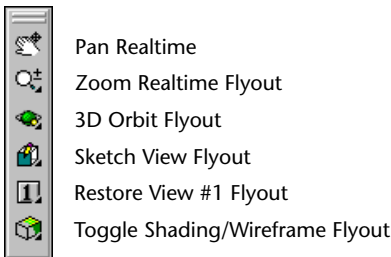 Pan Realtime
Zoom Realtime Flyout
3D Orbit Flyout
Sketch View Flyout
1 Restore View #1 Flyout
Toggle Shading/Wireframe Flyout